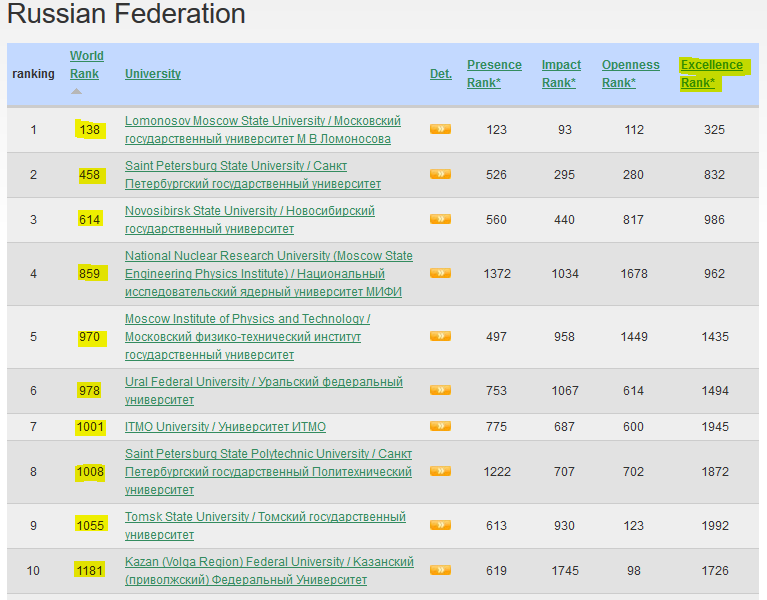 Russian Federation
ranking World Rank University Det. Presence Rank* Impact Rank* Openness Rank* Excellence Rank*
1 138 Lomonosov Moscow State University / Московский 123 93 112 325
государственный университет М В Ломоносова
2 458 Saint Petersburg State University / Санкт 526 295 280 832
Петербургский государственный университет
3 614 Novosibirsk State University / Новосибирский 560 440 817 986
государственный университет
4 859 National Nuclear Research University (Moscow State 1372 1034 1678 962
Engineering Physics Institute) / Национальный
исследовательский ядерный университет МИФИ
5 970 Moscow Institute of Physics and Technology / 497 958 1449 1435
Московский физико-технический институт
государственный университет
6 978 Ural Federal University / Уральский федеральный 753 1067 614 1494
университет
7 1001 ITMO University / Университет ИТМО 775 687 600 1945
8 1008 Saint Petersburg State Polytechnic University / Санкт 1222 707 702 1872
Петербургский государственный Политехнический
университет
9 1055 Tomsk State University / Томский государственный 613 930 123 1992
университет
10 1181 Kazan (Volga Region) Federal University / Казанский 619 1745 98 1726
(приволжский) Федеральный Университет